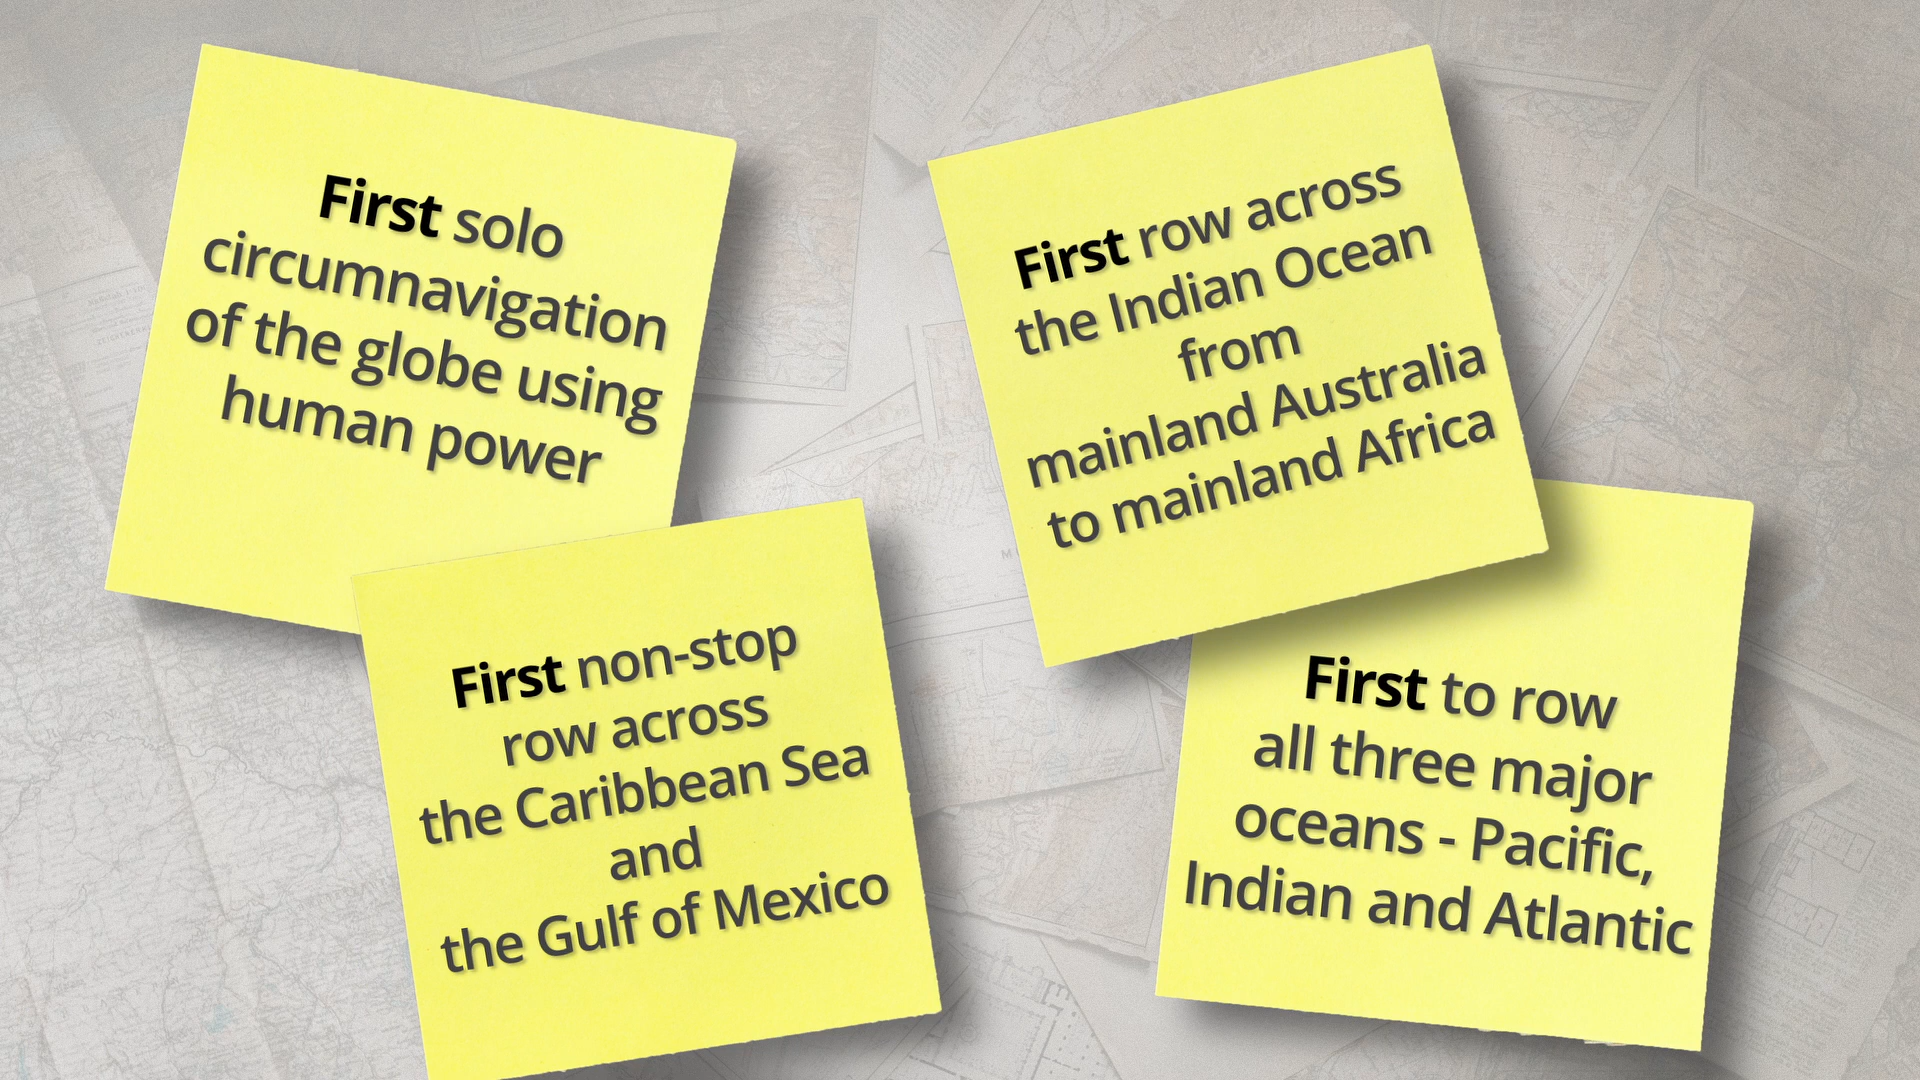 First solo
circumnavigation
of the globe using
human power
First row across
the Indian Ocean
from
mainland Australia
to mainland Africa
First non-stop
row across
the Caribbean Sea
and
the Gulf of Mexico
First to row
all three major
oceans - Pacific,
Indian and Atlantic